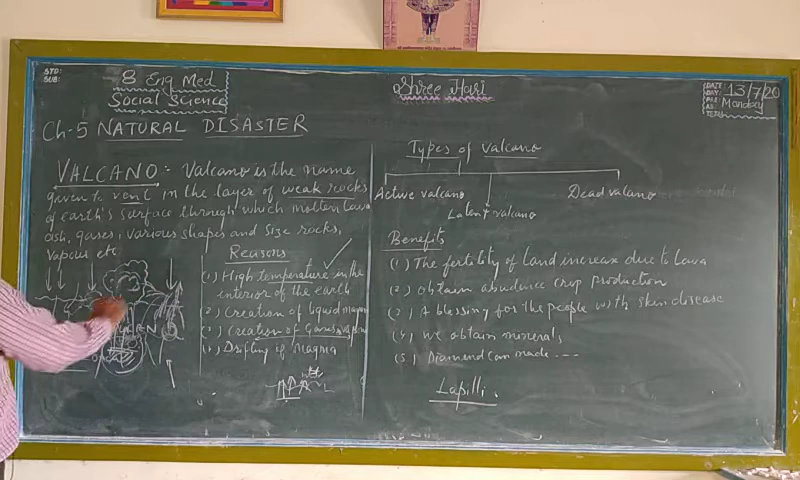 STD:
SUB:
8 Eng Med
Social Science
Shree Hari
DATE: 13/7/20
DAY: Monday
Ch-5 NATURAL DISASTER
VALCANO:- Valcano is the name
given to vent in the layer of weak rocks
of earth's surface through which molten Lava
ash, gases, various shapes and size rocks,
vapous etc
Reasons
(1) High temperature in the
interior of the earth
(2) Creation of liquid magma
(3) Creation of Gases,
(4) Drifting of magma
Types of valcano
Active valcano
Latent valcano
Dead valcano
Benefits
(1) The fertility of land increase due to Lava
(2) Obtain abundance crop production
(3) A blessing for the people with skin disease
(4) we obtain minerals
(5) Diamond can made ---
Lapilli.